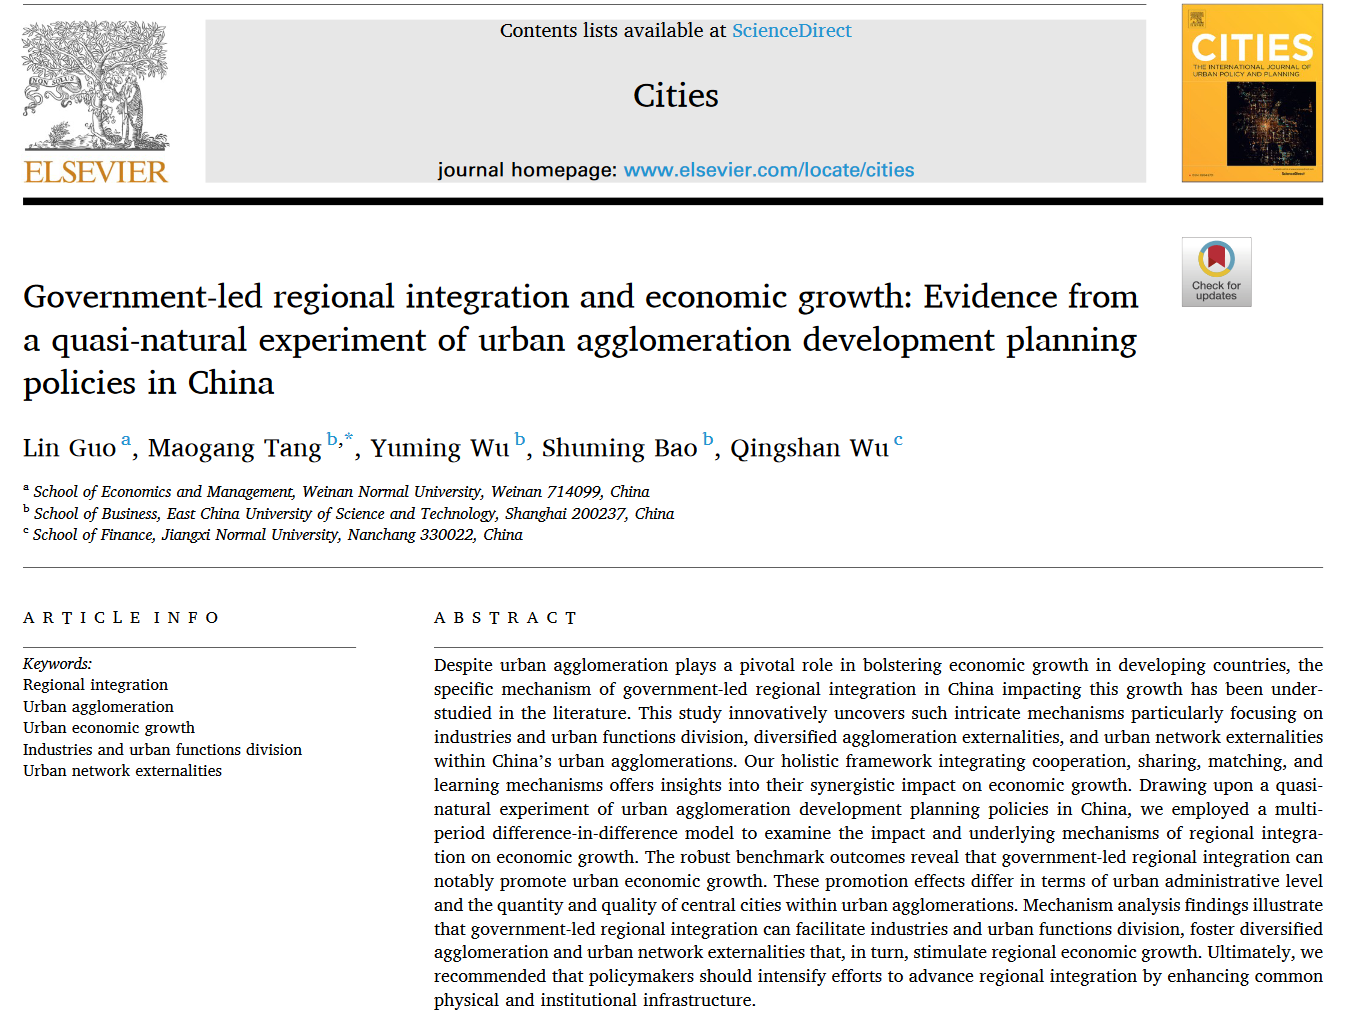 Contents lists available at ScienceDirect
Cities
journal homepage: www.elsevier.com/locate/cities
NON SOLUS
ELSEVIER
CITIES
THE INTERNATIONAL JOURNAL OF
URBAN POLICY AND PLANNING
ScienceDirect
Check for
updates
Government-led regional integration and economic growth: Evidence from
a quasi-natural experiment of urban agglomeration development planning
policies in China
Lin Guo a, Maogang Tang b,*, Yuming Wu b, Shuming Bao b, Qingshan Wu c
a School of Economics and Management, Weinan Normal University, Weinan 714099, China
b School of Business, East China University of Science and Technology, Shanghai 200237, China
c School of Finance, Jiangxi Normal University, Nanchang 330022, China
ARTICLE INFO
Keywords:
Regional integration
Urban agglomeration
Urban economic growth
Industries and urban functions division
Urban network externalities
ABSTRACT
Despite urban agglomeration plays a pivotal role in bolstering economic growth in developing countries, the
specific mechanism of government-led regional integration in China impacting this growth has been under-
studied in the literature. This study innovatively uncovers such intricate mechanisms particularly focusing on
industries and urban functions division, diversified agglomeration externalities, and urban network externalities
within China's urban agglomerations. Our holistic framework integrating cooperation, sharing, matching, and
learning mechanisms offers insights into their synergistic impact on economic growth. Drawing upon a quasi-
natural experiment of urban agglomeration development planning policies in China, we employed a multi-
period difference-in-difference model to examine the impact and underlying mechanisms of regional integra-
tion on economic growth. The robust benchmark outcomes reveal that government-led regional integration can
notably promote urban economic growth. These promotion effects differ in terms of urban administrative level
and the quantity and quality of central cities within urban agglomerations. Mechanism analysis findings illustrate
that government-led regional integration can facilitate industries and urban functions division, foster diversified
agglomeration and urban network externalities that, in turn, stimulate regional economic growth. Ultimately, we
recommended that policymakers should intensify efforts to advance regional integration by enhancing common
physical and institutional infrastructure.